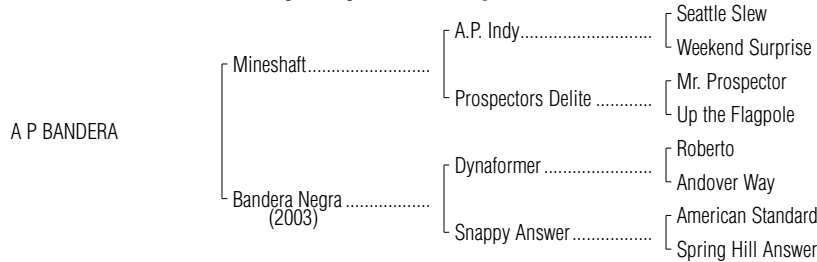 Seattle Slew
A.P. Indy............................
Weekend Surprise
Mineshaft..........................
Mr. Prospector
Prospectors Delite ............
Up the Flagpole
A P BANDERA
Roberto
Dynaformer .......................
Andover Way
Bandera Negra ..................
(2003)
American Standard
Snappy Answer.................
Spring Hill Answer